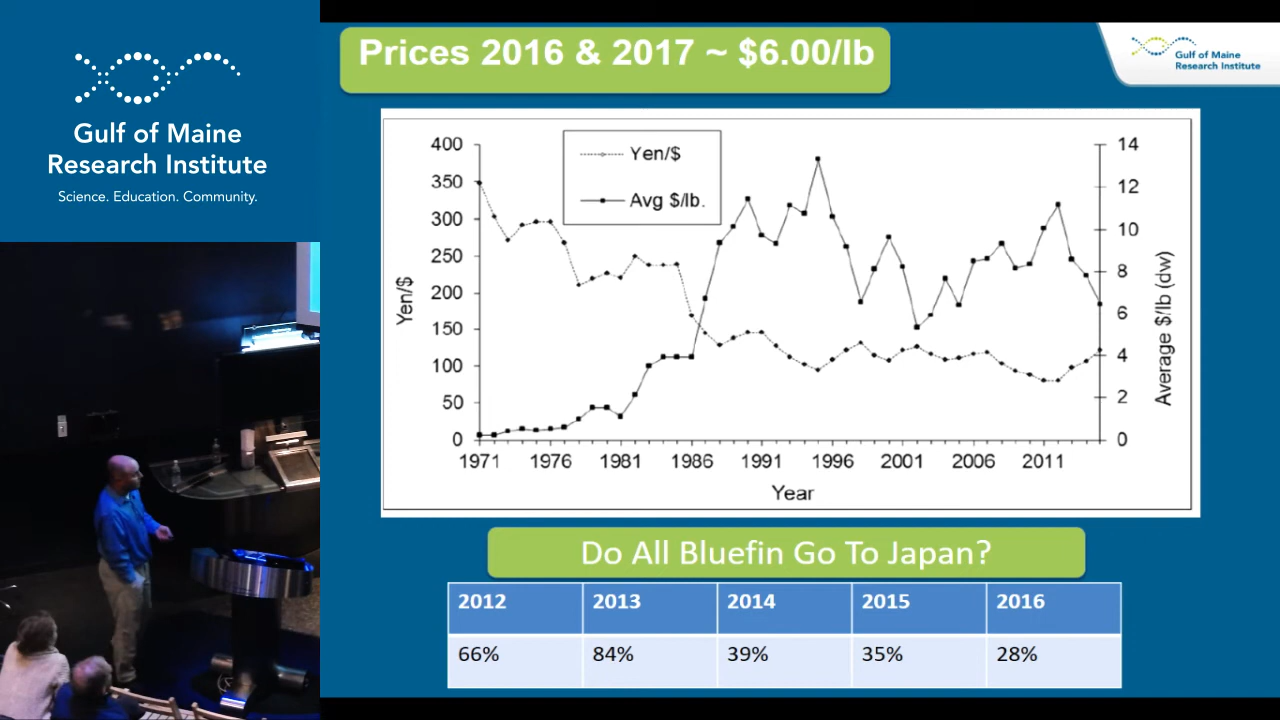 Gulf of Maine
Research Institute
Science. Education. Community.
Prices 2016 & 2017 ~ $6.00/lb
Gulf of Maine
Research Institute
Yen/$
Avg $/lb.
400
350
300
250
200
150
100
50
0
Yen/$
14
12
10
8
6
4
2
0
Average $/lb (dw)
1971 1976 1981 1986 1991 1996 2001 2006 2011
Year
Do All Bluefin Go To Japan?
2012 2013 2014 2015 2016
66% 84% 39% 35% 28%